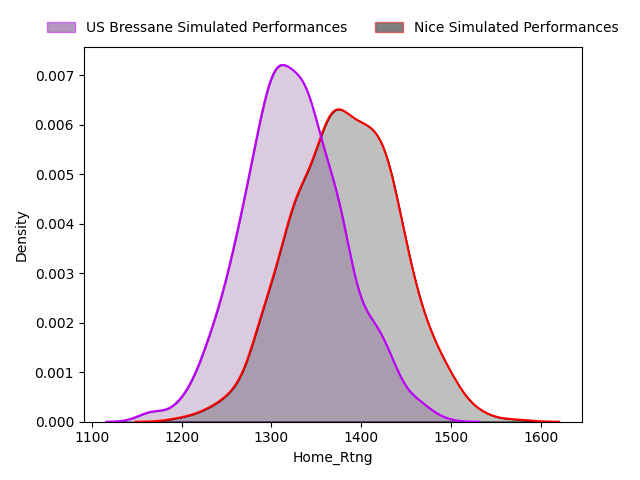 US Bressane Simulated Performances Nice Simulated Performances
0.007
0.006
0.005
0.004
0.003
0.002
0.001
0.000
Density
1100 1200 1300 1400 1500 1600
Home_Rtng